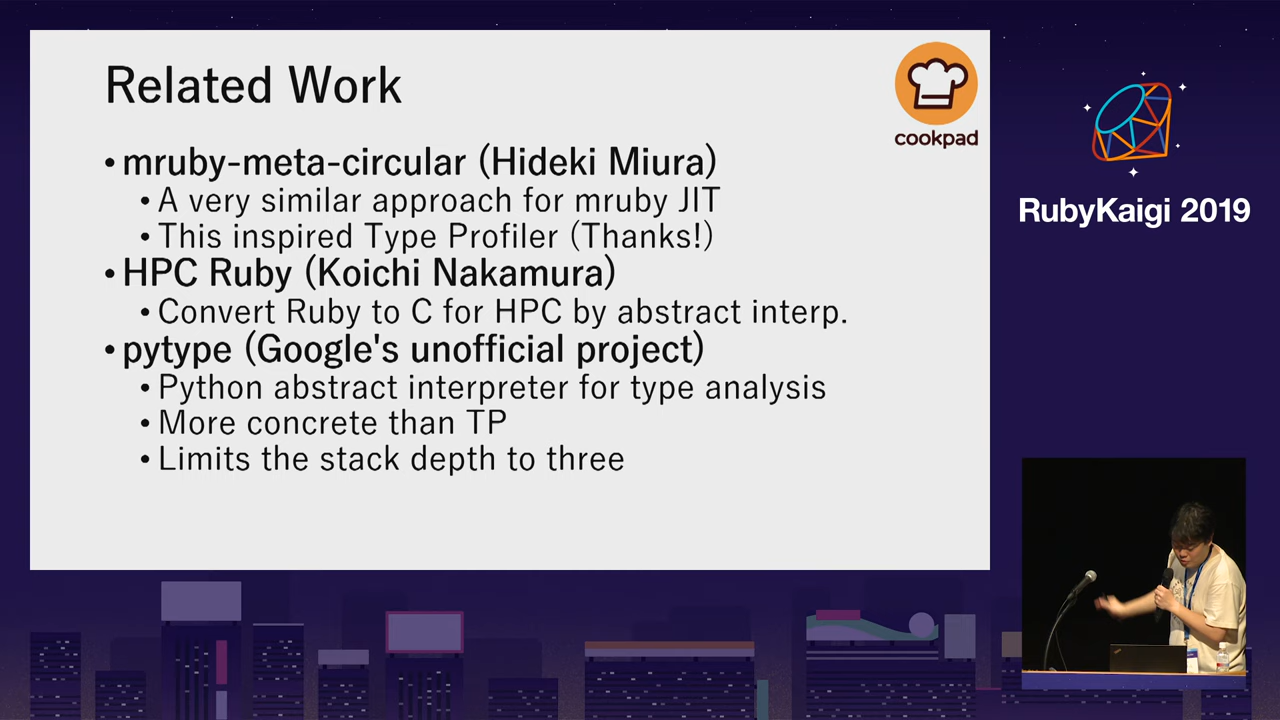 Related Work
cookpad
• mruby-meta-circular (Hideki Miura)
• A very similar approach for mruby JIT
• This inspired Type Profiler (Thanks!)
• HPC Ruby (Koichi Nakamura)
• Convert Ruby to C for HPC by abstract interp.
• pytype (Google's unofficial project)
• Python abstract interpreter for type analysis
• More concrete than TP
• Limits the stack depth to three
RubyKaigi 2019